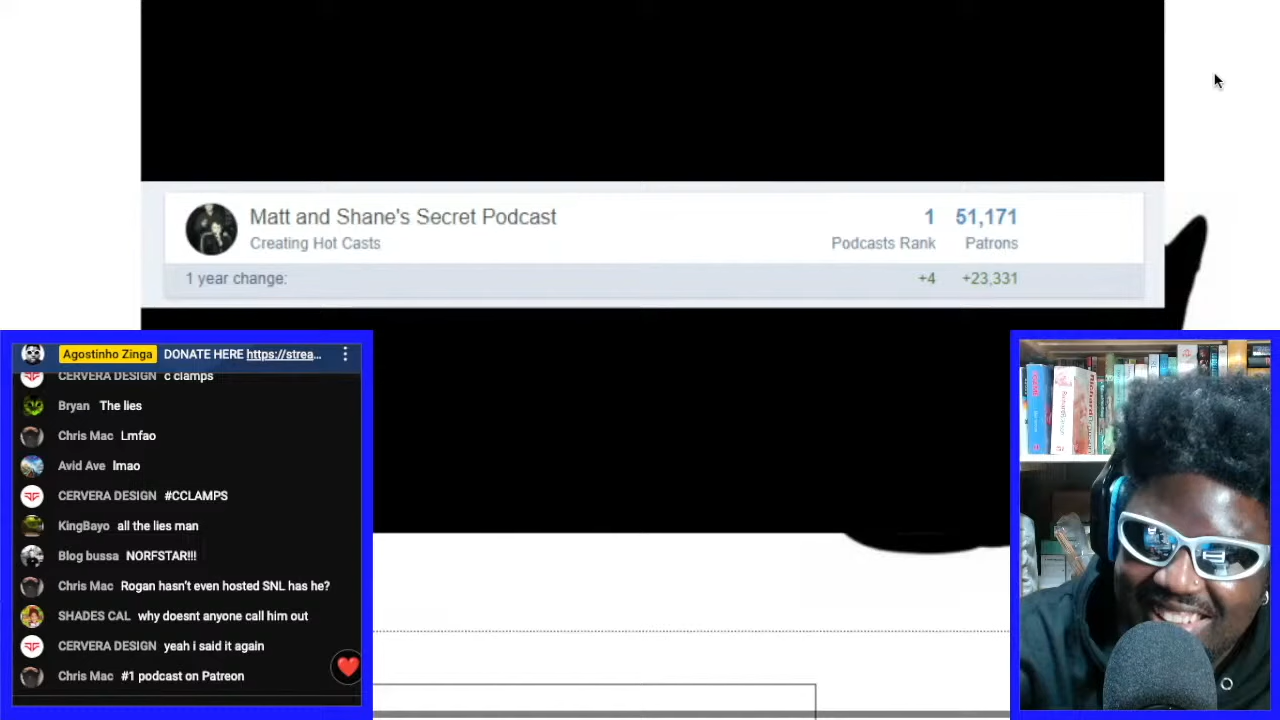 Matt and Shane's Secret Podcast
1 51,171
Creating Hot Casts
Podcasts Rank Patrons
1 year change:
+4 +23,331
Agostinho Zinga DONATE HERE https://strea...
CERVERA DESIGN c clamps
Bryan The lies
Chris Mac Lmfao
Avid Ave lmao
CERVERA DESIGN #CCLAMPS
KingBayo all the lies man
Blog bussa NORFSTAR!!!
Chris Mac Rogan hasn't even hosted SNL has he?
SHADES CAL why doesnt anyone call him out
CERVERA DESIGN yeah i said it again
Chris Mac #1 podcast on Patreon